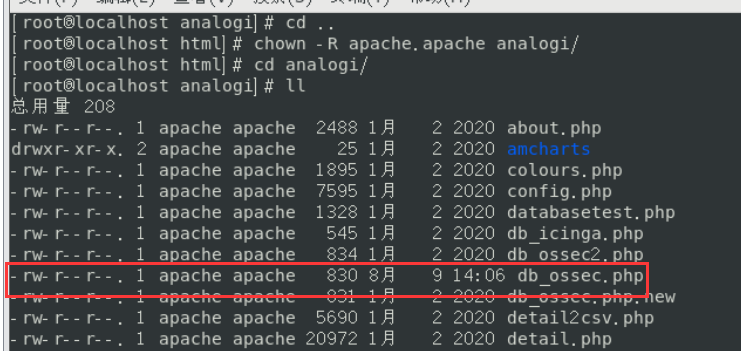 [root@localhost analogi]# cd ..
[root@localhost html]# chown -R apache.apache analogi/
[root@localhost html]# cd analogi/
[root@localhost analogi]# ll
总用量 208
-rw-r--r--. 1 apache apache  2488 1月   2 2020 about.php
drwxr-xr-x. 2 apache apache    25 1月   2 2020 amcharts
-rw-r--r--. 1 apache apache  1895 1月   2 2020 colours.php
-rw-r--r--. 1 apache apache  7595 1月   2 2020 config.php
-rw-r--r--. 1 apache apache  1328 1月   2 2020 databasetest.php
-rw-r--r--. 1 apache apache   545 1月   2 2020 db_icinga.php
-rw-r--r--. 1 apache apache   834 1月   2 2020 db_ossec2.php
-rw-r--r--. 1 apache apache   830 8月   9 14:06 db_ossec.php
-rw-r--r--. 1 apache apache   831 1月   2 2020 db_ossec.php.new
-rw-r--r--. 1 apache apache  5690 1月   2 2020 detail2csv.php
-rw-r--r--. 1 apache apache 20972 1月   2 2020 detail.php